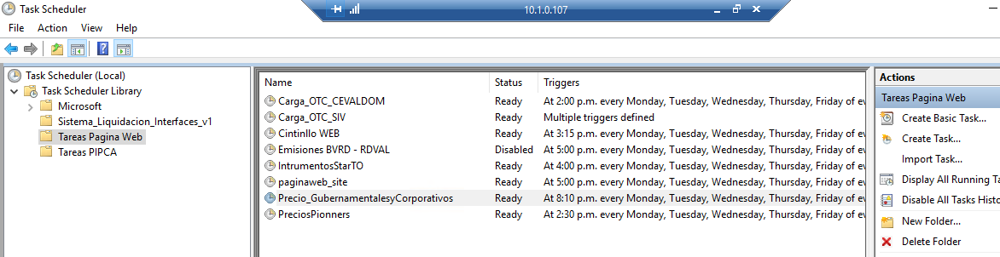 Task Scheduler
10.1.0.107
File Action View Help
Task Scheduler (Local)
Task Scheduler Library
Microsoft
Sistema_Liquidacion_Interfaces_v1
Tareas Pagina Web
Tareas PIPCA
Name Status Triggers
Carga_OTC_CEVALDOM Ready At 2:00 p.m. every Monday, Tuesday, Wednesday, Thursday, Friday of e
Carga_OTC_SIV Ready Multiple triggers defined
Cintinllo WEB Ready At 3:15 p.m. every Monday, Tuesday, Wednesday, Thursday, Friday of ev
Emisiones BVRD - RDVAL Disabled At 5:00 p.m. every Monday, Tuesday, Wednesday, Thursday, Friday of ev
IntrumentosStarTO Ready At 4:00 p.m. every Monday, Tuesday, Wednesday, Thursday, Friday of ev
paginaweb_site Ready At 5:00 p.m. every Monday, Tuesday, Wednesday, Thursday, Friday of ev
Precio_GubernamentalesyCorporativos Ready At 8:10 p.m. every Monday, Tuesday, Wednesday, Thursday, Friday of ev
PreciosPionners Ready At 2:30 p.m. every Monday, Tuesday, Wednesday, Thursday, Friday of ev
Actions
Tareas Pagina Web
Create Basic Task...
Create Task...
Import Task...
Display All Running Ta
Disable All Tasks Histo
New Folder...
Delete Folder